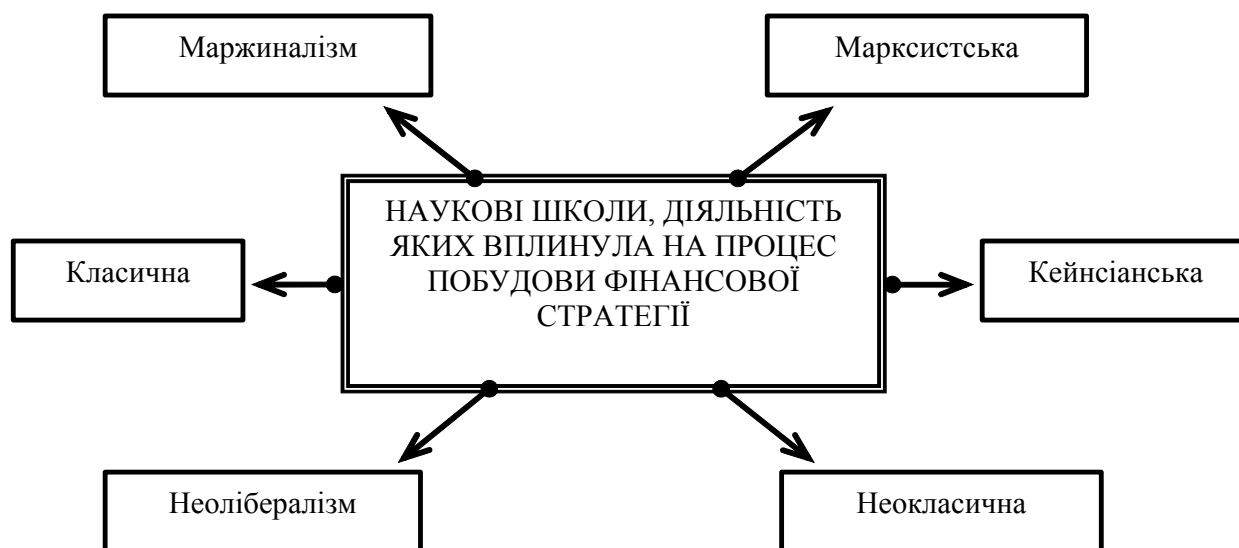 Маржиналізм
Марксистська
НАУКОВІ ШКОЛИ, ДІЯЛЬНІСТЬ
ЯКИХ ВПЛИНУЛА НА ПРОЦЕС
ПОБУДОВИ ФІНАНСОВОЇ
СТРАТЕГІЇ
Класична
Кейнсіанська
Неолібералізм
Неокласична